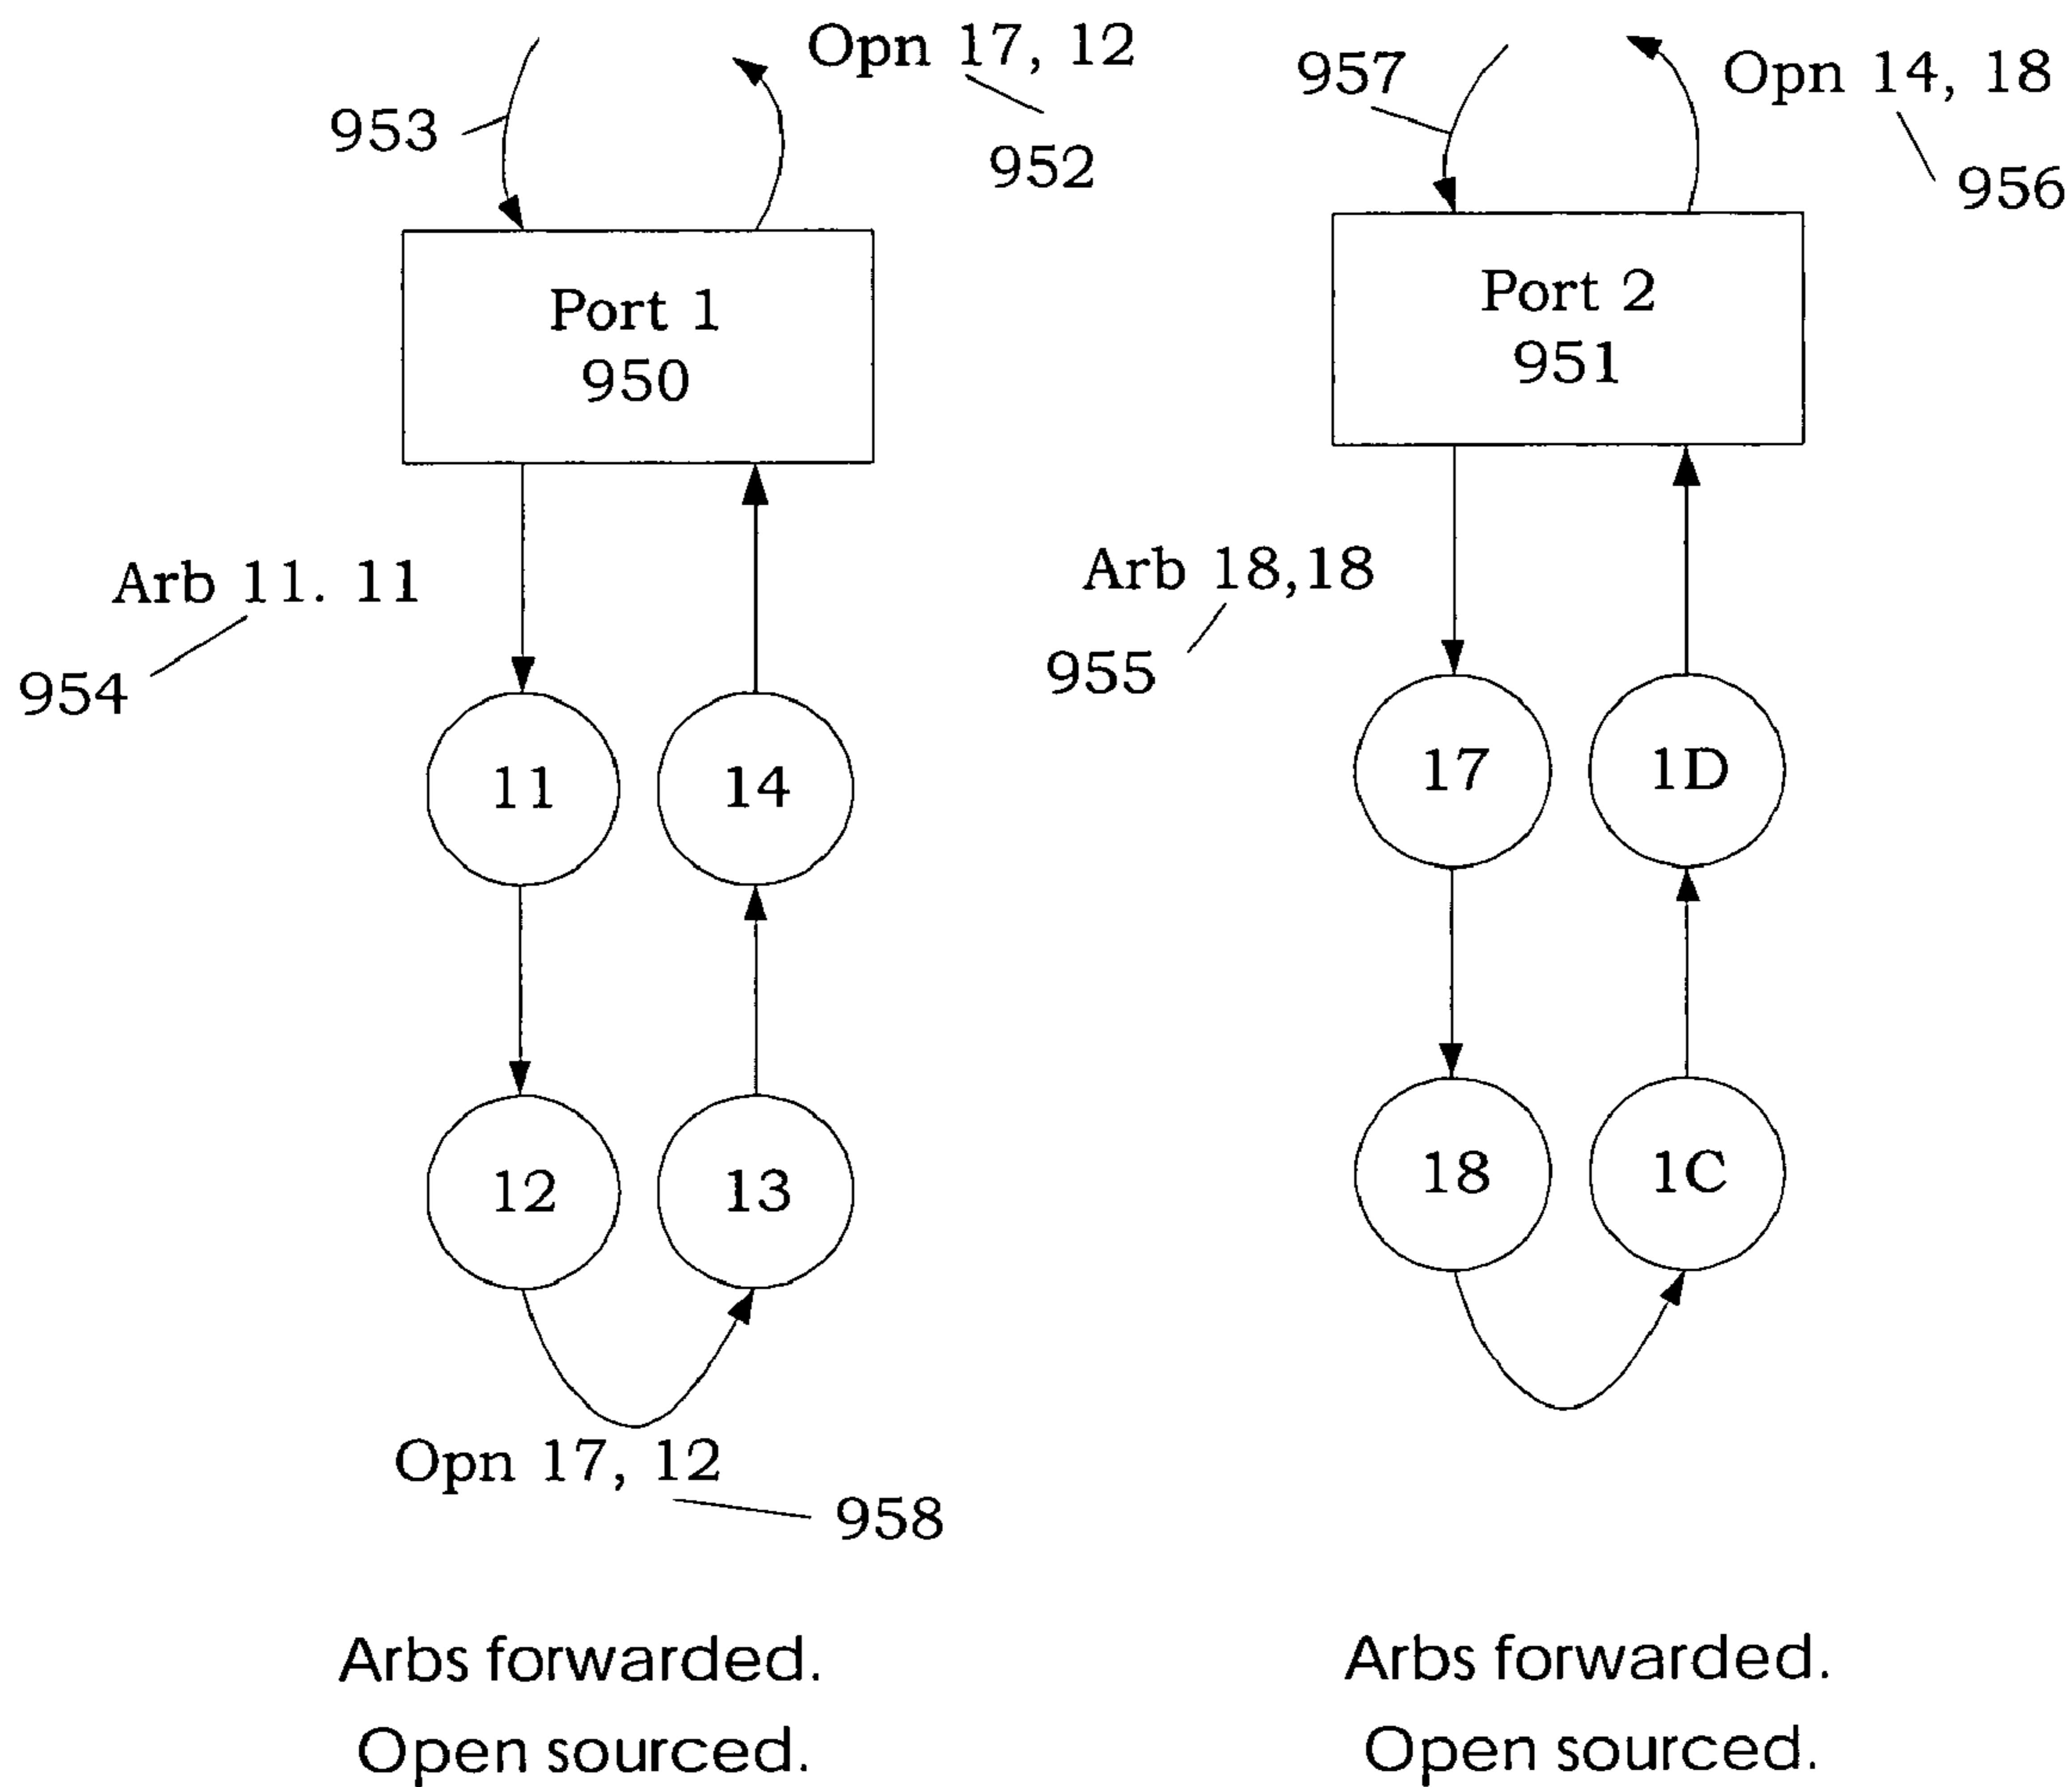 Opn 17, 12
953
952
957
Opn 14, 18
956
Port 1
950
Port 2
951
Arb 11. 11
954
Arb 18,18
955
11
14
17
1D
12
13
18
1C
Opn 17, 12
958
Arbs forwarded.
Open sourced.
Arbs forwarded.
Open sourced.